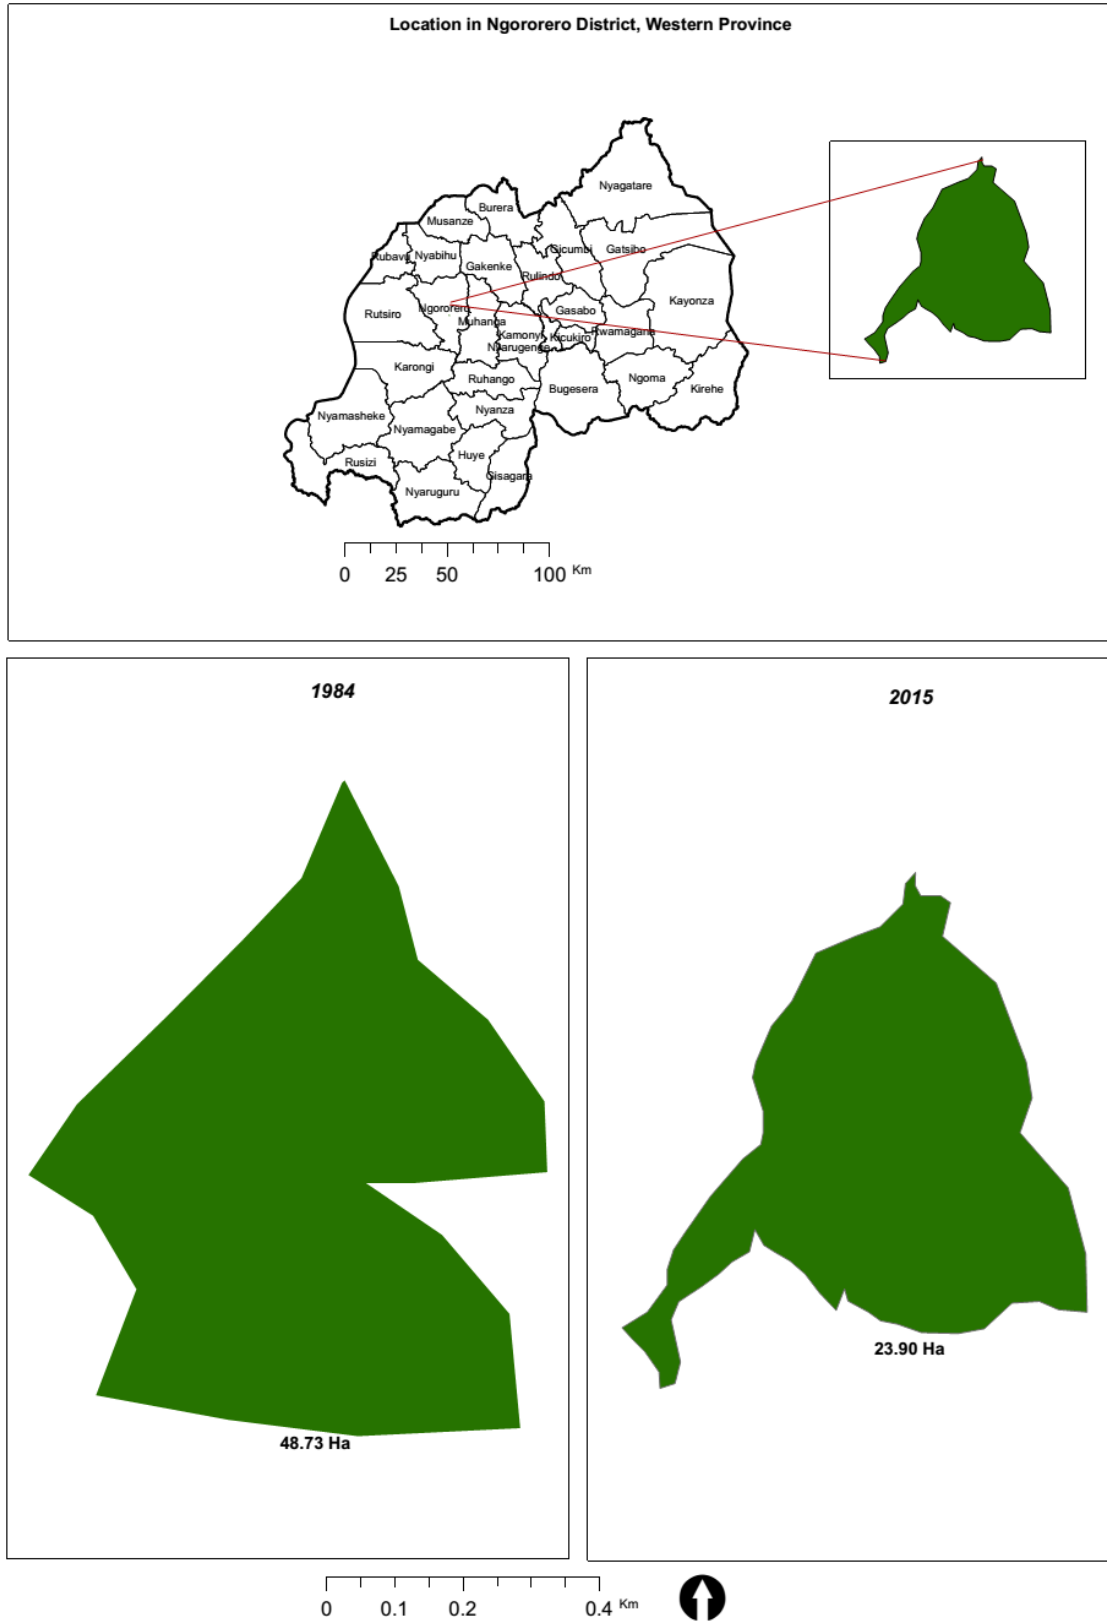 Location in Ngororero District, Western Province
Nyagatare
Burera
Musanze
Gicumbi
Gatsibo
Rubavu
Nyabihu
Gakenke
Rulindo
Kayonza
Ngororero
Rutsiro
Gasabo
Muhanga
Kamonyi
Kicukiro
Rwamagana
Nyarugenge
Karongi
Ruhango
Bugesera
Ngoma
Kirehe
Nyamasheke
Nyanza
Nyamagabe
Huye
Rusizi
Gisagara
Nyaruguru
0 25 50 100 Km
1984
2015
23.90 Ha
48.73 Ha
0 0.1 0.2 0.4 Km